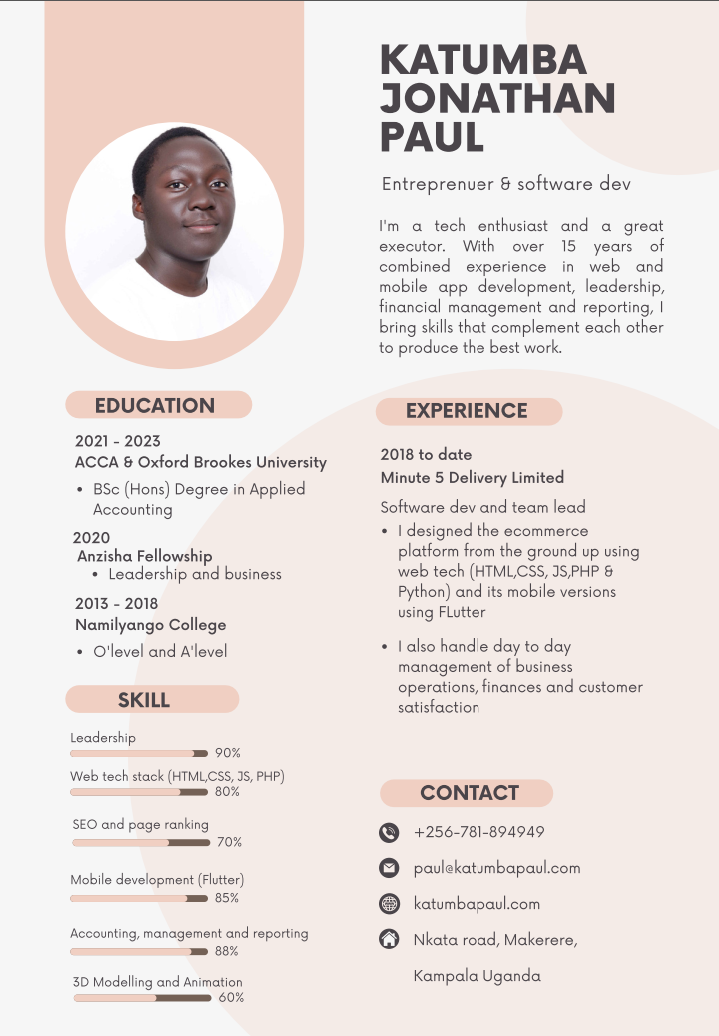 KATUMBA
JONATHAN
PAUL
Entreprenuer & software dev
I'm a tech enthusiast and a great
executor. With over 15 years of
combined experience in web and
mobile app development, leadership,
financial management and reporting, I
bring skills that complement each other
to produce the best work.
EDUCATION
2021 - 2023
ACCA & Oxford Brookes University
• BSc (Hons) Degree in Applied
Accounting
2020
Anzisha Fellowship
• Leadership and business
2013 - 2018
Namilyango College
• O'level and A'level
SKILL
Leadership
90%
Web tech stack (HTML,CSS, JS, PHP)
80%
SEO and page ranking
70%
Mobile development (Flutter)
85%
Accounting, management and reporting
88%
3D Modelling and Animation
60%
EXPERIENCE
2018 to date
Minute 5 Delivery Limited
Software dev and team lead
• I designed the ecommerce
platform from the ground up using
web tech (HTML,CSS, JS,PHP &
Python) and its mobile versions
using FLutter
• I also handle day to day
management of business
operations, finances and customer
satisfaction
CONTACT
+256-781-894949
paul@katumbapaul.com
katumbapaul.com
Nkata road, Makerere,
Kampala Uganda